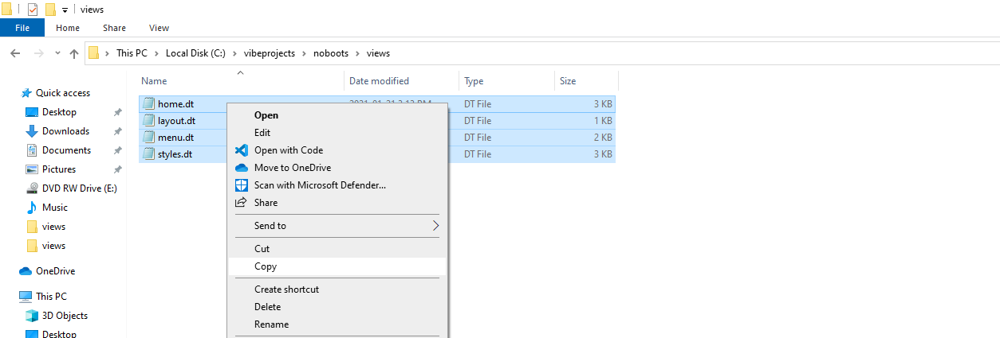 views
File Home Share View
This PC Local Disk (C:) vibeprojects noboots views
Name Date modified Type Size
Quick access
Desktop
Downloads
Documents
Pictures
DVD RW Drive (E:)
Music
views
views
OneDrive
This PC
3D Objects
Desktop
home.dt DT File 3 KB
layout.dt DT File 1 KB
menu.dt DT File 2 KB
styles.dt DT File 3 KB
Open
Edit
Open with Code
Move to OneDrive
Scan with Microsoft Defender...
Share
Send to
Cut
Copy
Create shortcut
Delete
Rename